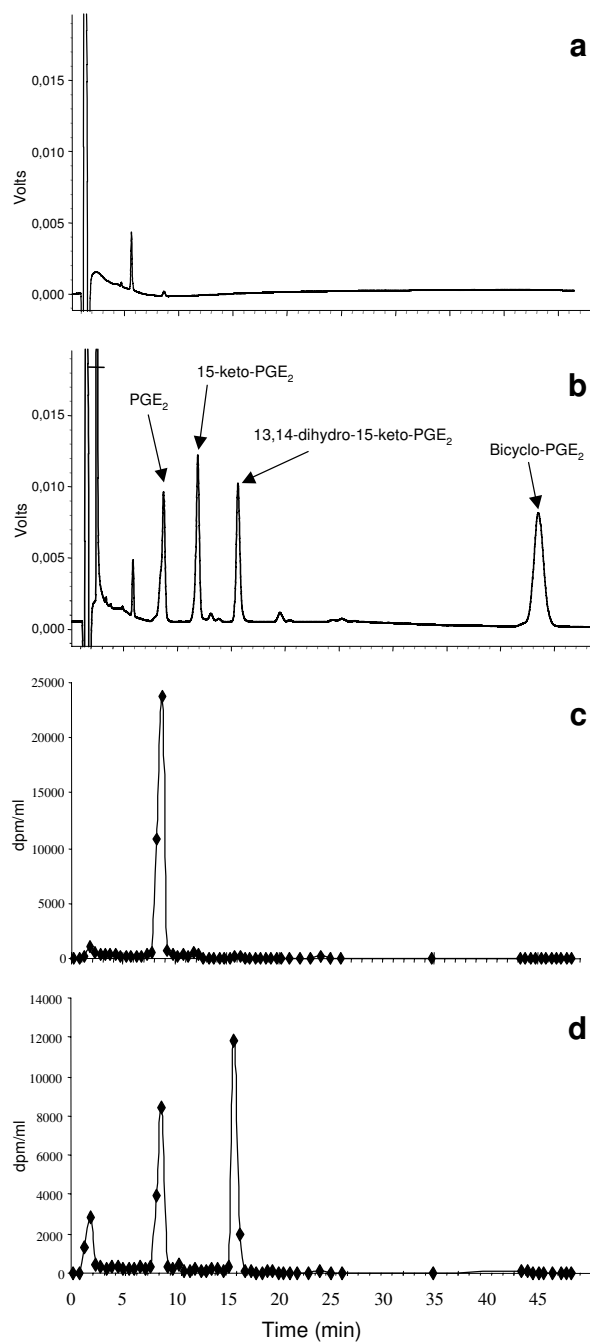 a
0,015
0,010
0,005
0,000
Volts
b
15-keto-PGE₂
PGE₂
13,14-dihydro-15-keto-PGE₂
Bicyclo-PGE₂
0,015
0,010
0,005
0,000
Volts
c
25000
20000
15000
10000
5000
0
dpm/ml
d
14000
12000
10000
8000
6000
4000
2000
0
dpm/ml
0 5 10 15 20 25 30 35 40 45
Time (min)